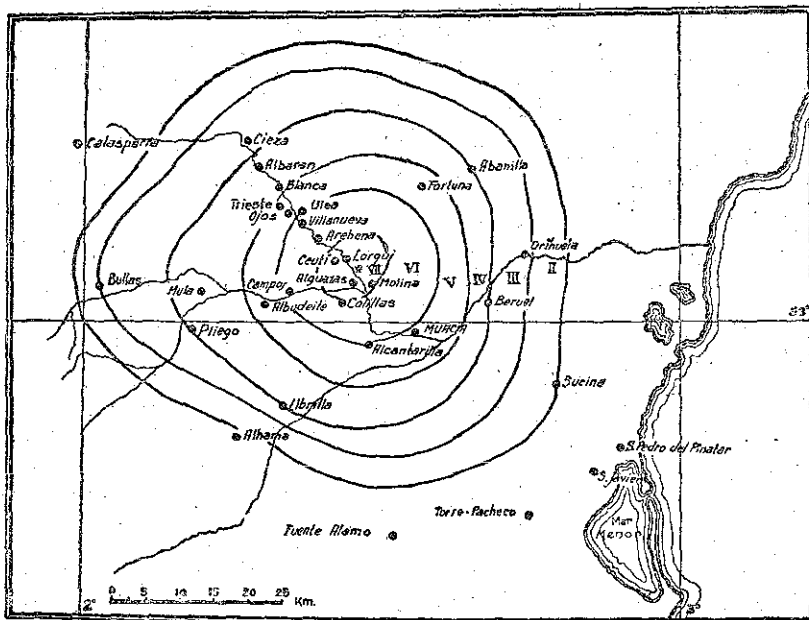 Calasparra
Cieza
Albaran
Abanilla
Blanca
Fortuna
Trieste
Ulea
Ojos
Villanueva
Archena
Orihuela
Lorqui
Ceuti
VII
VI
V
IV
III
II
Bullas
Mula
Campos
Alguazas
Molina
Albudeite
Cotillas
Beruel
Pliego
Murcia
33°
Alcantarilla
Sucina
Librilla
Alhama
S. Pedro del Pinatar
S. Javier
Torre-Pacheco
Mar
Menor
Fuente Alamo
0 5 10 15 20 25
Km.
2°
3°